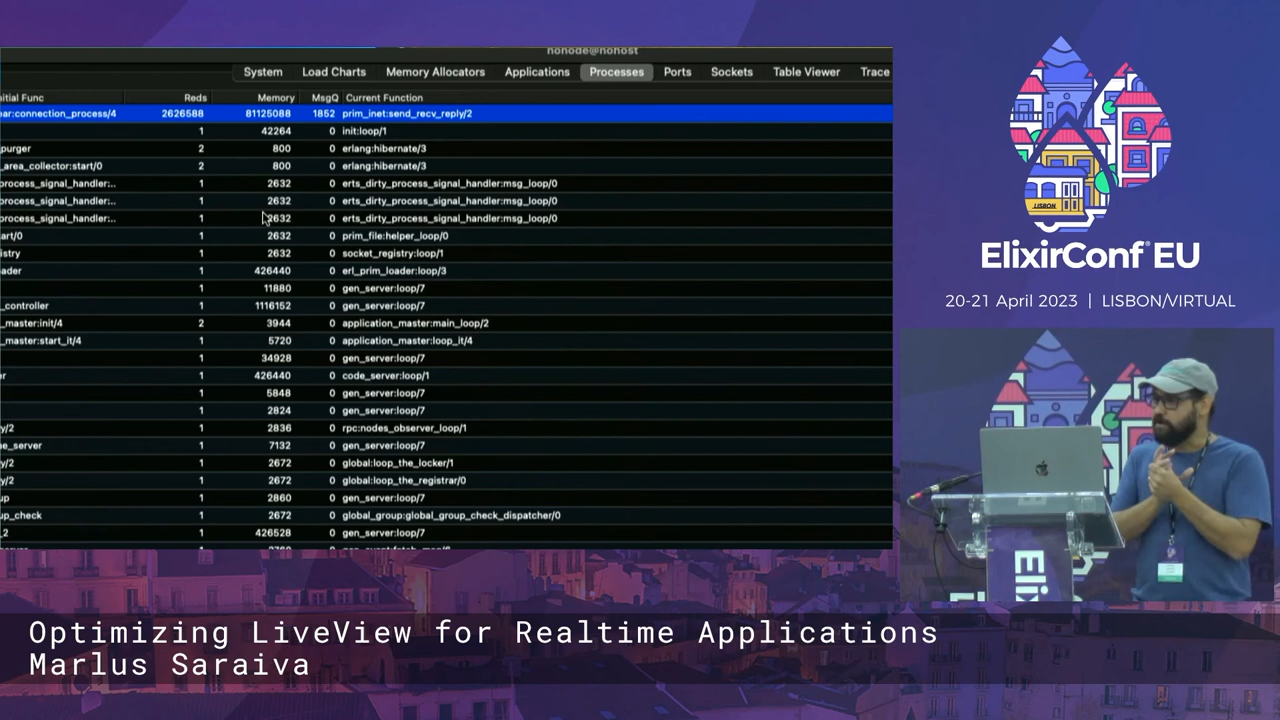 nonode@nohost
System Load Charts Memory Allocators Applications Processes Ports Sockets Table Viewer Trace
nitial Func Reds Memory MsgQ Current Function
ar:connection_process/4 2626588 81125088 1852 prim_inet:send_recv_reply/2
1 42264 0 init:loop/1
purger 2 800 0 erlang:hibernate/3
_area_collector:start/0 2 800 0 erlang:hibernate/3
process_signal_handler:.. 1 2632 0 erts_dirty_process_signal_handler:msg_loop/0
process_signal_handler:.. 1 2632 0 erts_dirty_process_signal_handler:msg_loop/0
process_signal_handler:.. 1 2632 0 erts_dirty_process_signal_handler:msg_loop/0
art/0 1 2632 0 prim_file:helper_loop/0
istry 1 2632 0 socket_registry:loop/1
ader 1 426440 0 erl_prim_loader:loop/3
1 11880 0 gen_server:loop/7
_controller 1 1116152 0 gen_server:loop/7
_master:init/4 2 3944 0 application_master:main_loop/2
_master:start_it/4 1 5720 0 application_master:loop_it/4
1 34928 0 gen_server:loop/7
r 1 426440 0 code_server:loop/1
1 5848 0 gen_server:loop/7
1 2824 0 gen_server:loop/7
y/2 1 2836 0 rpc:nodes_observer_loop/1
e_server 1 7132 0 gen_server:loop/7
y/2 1 2672 0 global:loop_the_locker/1
y/2 1 2672 0 global:loop_the_registrar/0
up 1 2860 0 gen_server:loop/7
up_check 1 2672 0 global_group:global_group_check_dispatcher/0
_2 1 426528 0 gen_server:loop/7
LISBON
ElixirConf® EU
20-21 April 2023 | LISBON/VIRTUAL
Elix
Optimizing LiveView for Realtime Applications
Marlus Saraiva